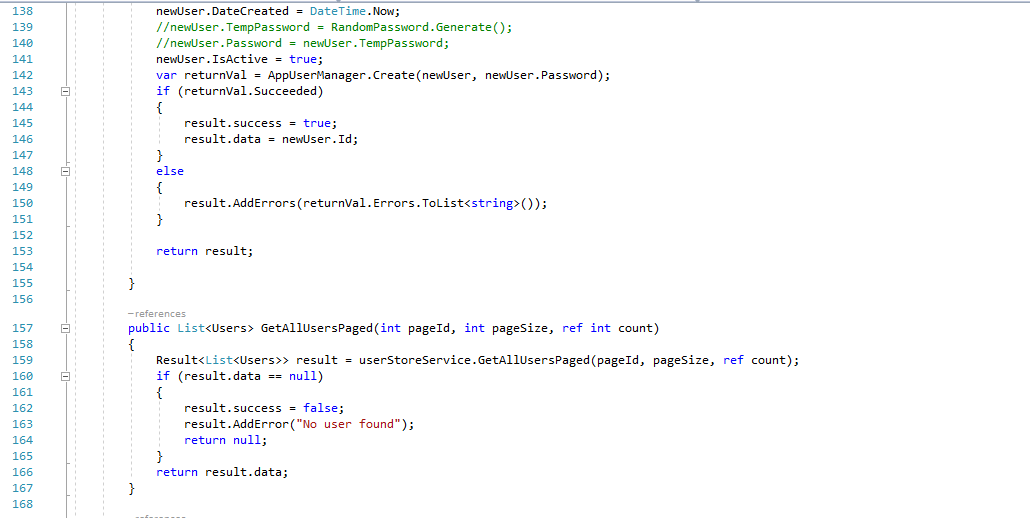 138 newUser.DateCreated = DateTime.Now;
139 //newUser.TempPassword = RandomPassword.Generate();
140 //newUser.Password = newUser.TempPassword;
141 newUser.IsActive = true;
142 var returnVal = AppUserManager.Create(newUser, newUser.Password);
143 if (returnVal.Succeeded)
144 {
145 result.success = true;
146 result.data = newUser.Id;
147 }
148 else
149 {
150 result.AddErrors(returnVal.Errors.ToList<string>());
151 }
152
153 return result;
154
155 }
156
−references
157 public List<Users> GetAllUsersPaged(int pageId, int pageSize, ref int count)
158 {
159 Result<List<Users>> result = userStoreService.GetAllUsersPaged(pageId, pageSize, ref count);
160 if (result.data == null)
161 {
162 result.success = false;
163 result.AddError("No user found");
164 return null;
165 }
166 return result.data;
167 }
168